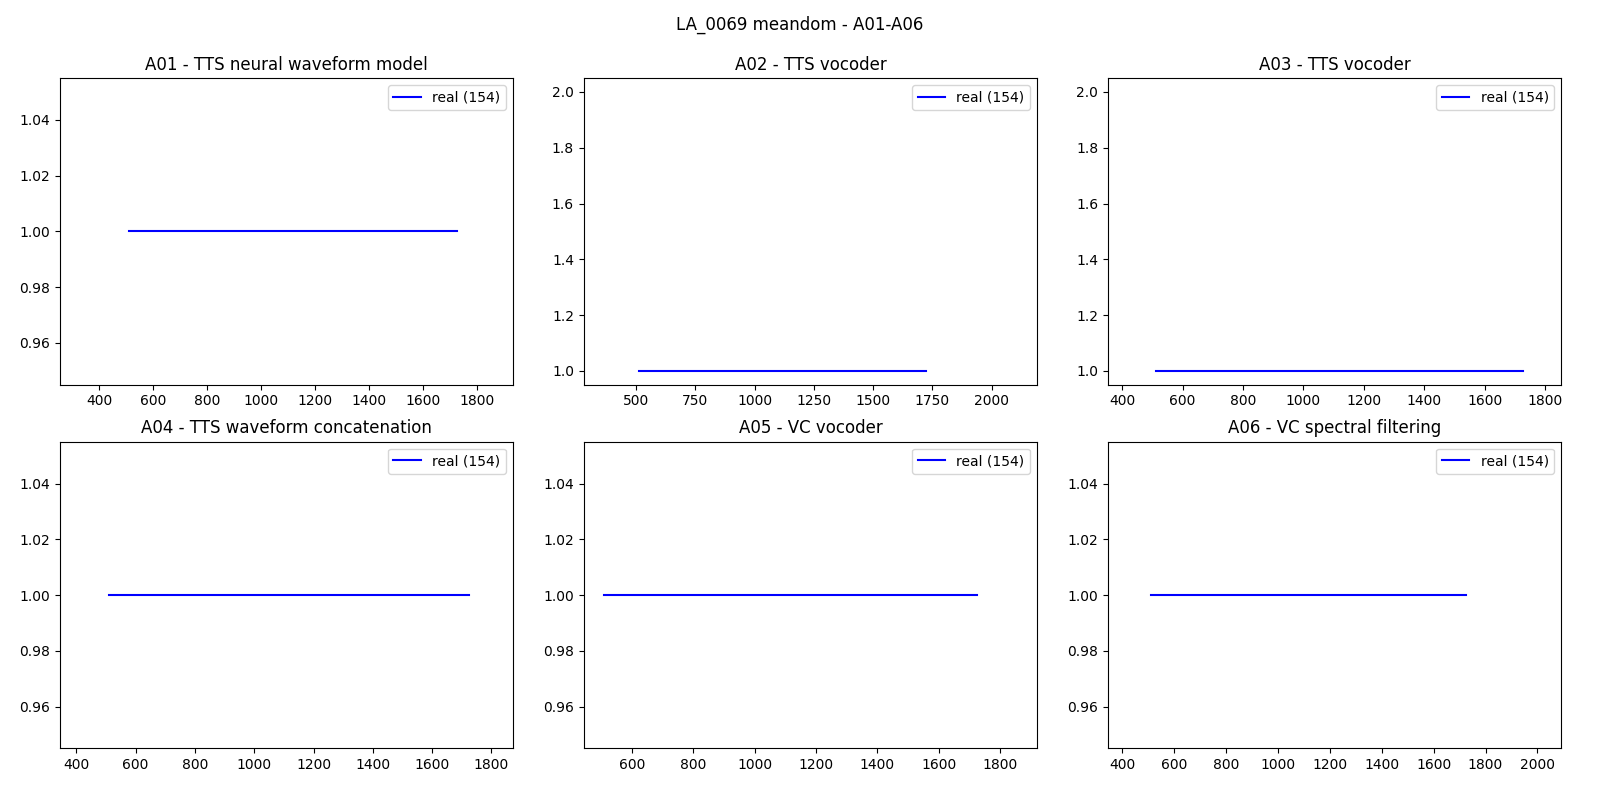 LA_0069 meandom - A01-A06
A01 - TTS neural waveform model
real (154)
1.04
1.02
1.00
0.98
0.96
400 600 800 1000 1200 1400 1600 1800
A02 - TTS vocoder
real (154)
2.0
1.8
1.6
1.4
1.2
1.0
500 750 1000 1250 1500 1750 2000
A03 - TTS vocoder
real (154)
2.0
1.8
1.6
1.4
1.2
1.0
400 600 800 1000 1200 1400 1600 1800
A04 - TTS waveform concatenation
real (154)
1.04
1.02
1.00
0.98
0.96
400 600 800 1000 1200 1400 1600 1800
A05 - VC vocoder
real (154)
1.04
1.02
1.00
0.98
0.96
600 800 1000 1200 1400 1600 1800
A06 - VC spectral filtering
real (154)
1.04
1.02
1.00
0.98
0.96
400 600 800 1000 1200 1400 1600 1800 2000